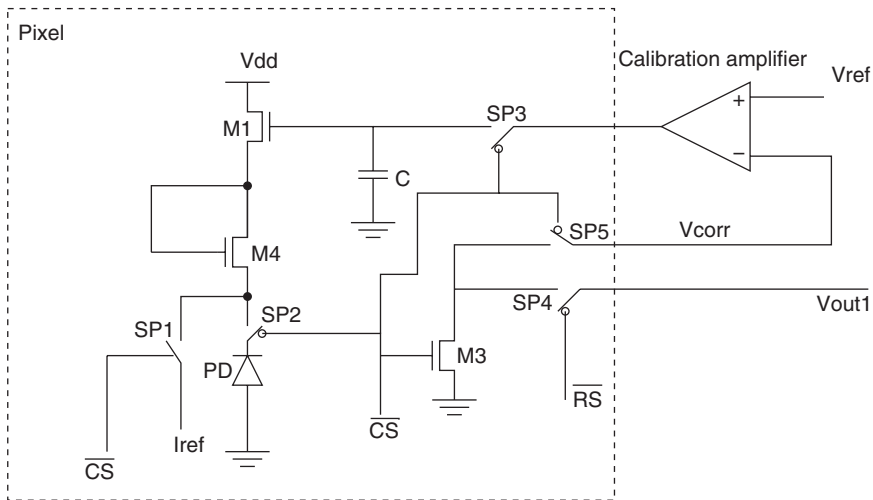 Pixel
Vdd
Calibration amplifier
Vref
M1
SP3
+
C
−
M4
SP5
Vcorr
SP2
SP4
Vout1
SP1
PD
M3
RS
CS
Iref
CS